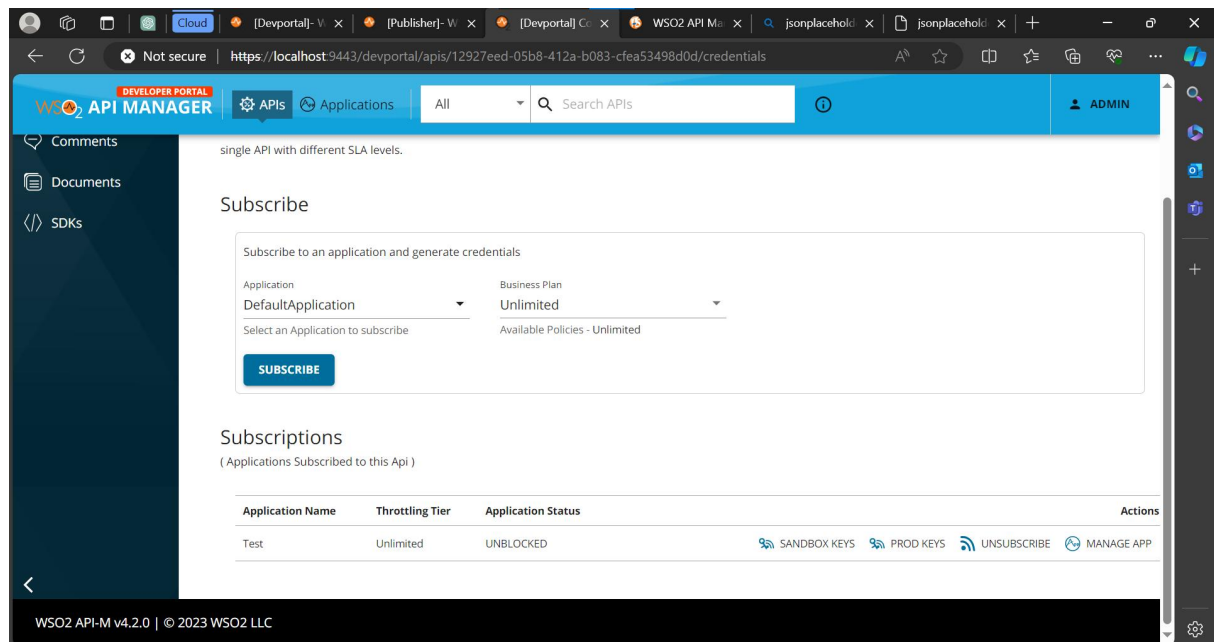 Cloud [Devportal]- W [Publisher]- W [Devportal] Co WSO2 API Ma jsonplacehold jsonplacehold
Not secure https://localhost:9443/devportal/apis/12927eed-05b8-412a-b083-cfea53498d0d/credentials
DEVELOPER PORTAL
WSO2 API MANAGER APIs Applications All Search APIs ADMIN
Comments
single API with different SLA levels.
Documents
Subscribe
SDKs
Subscribe to an application and generate credentials
Application Business Plan
DefaultApplication Unlimited
Select an Application to subscribe Available Policies - Unlimited
SUBSCRIBE
Subscriptions
( Applications Subscribed to this Api )
Application Name Throttling Tier Application Status Actions
Test Unlimited UNBLOCKED SANDBOX KEYS PROD KEYS UNSUBSCRIBE MANAGE APP
WSO2 API-M v4.2.0 | © 2023 WSO2 LLC